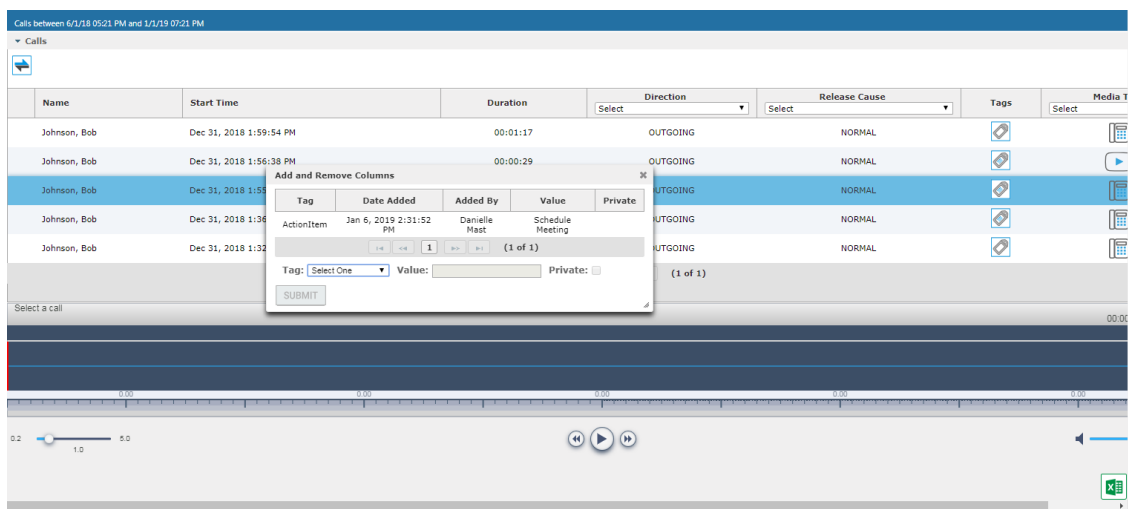 Calls between 6/1/18 05:21 PM and 1/1/19 07:21 PM
Calls
Name Start Time Duration Direction Release Cause Tags Media T
Select Select Select
Johnson, Bob Dec 31, 2018 1:59:54 PM 00:01:17 OUTGOING NORMAL
Johnson, Bob Dec 31, 2018 1:56:38 PM 00:00:29 OUTGOING NORMAL
Johnson, Bob Dec 31, 2018 1:55 UTGOING NORMAL
Johnson, Bob Dec 31, 2018 1:36 UTGOING NORMAL
Johnson, Bob Dec 31, 2018 1:32 UTGOING NORMAL
(1 of 1)
Add and Remove Columns
Tag Date Added Added By Value Private
ActionItem Jan 6, 2019 2:31:52 PM Danielle Mast Schedule Meeting
1 (1 of 1)
Tag: Select One Value: Private:
SUBMIT
Select a call
00:00
0.00 0.00 0.00 0.00 0.00
0.2 5.0
1.0